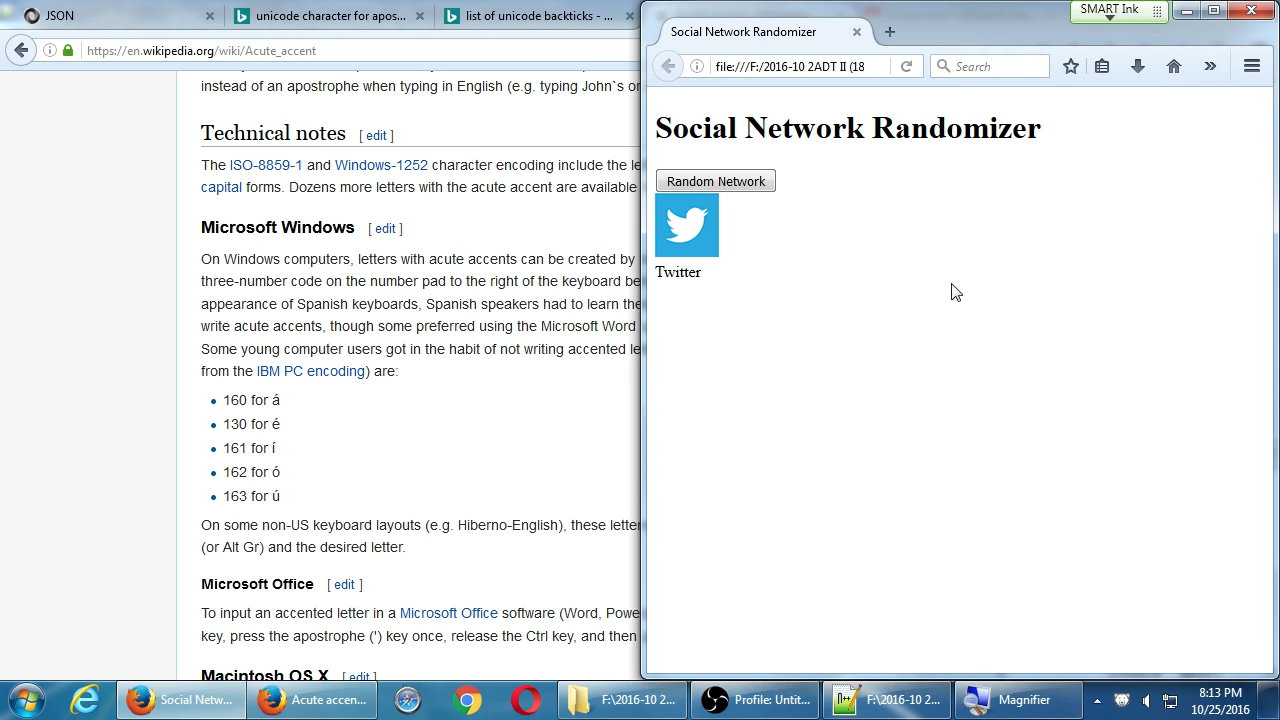 JSON
unicode character for apos...
list of unicode backticks - ...
https://en.wikipedia.org/wiki/Acute_accent
instead of an apostrophe when typing in English (e.g. typing John`s or
Technical notes [ edit ]
The ISO-8859-1 and Windows-1252 character encoding include the le
capital forms. Dozens more letters with the acute accent are available
Microsoft Windows [ edit ]
On Windows computers, letters with acute accents can be created by
three-number code on the number pad to the right of the keyboard be
appearance of Spanish keyboards, Spanish speakers had to learn the
write acute accents, though some preferred using the Microsoft Word
Some young computer users got in the habit of not writing accented le
from the IBM PC encoding) are:
160 for á
130 for é
161 for í
162 for ó
163 for ú
On some non-US keyboard layouts (e.g. Hiberno-English), these letter
(or Alt Gr) and the desired letter.
Microsoft Office [ edit ]
To input an accented letter in a Microsoft Office software (Word, Powe
key, press the apostrophe (') key once, release the Ctrl key, and then
Macintosh OS X [ edit ]
SMART Ink
Social Network Randomizer
file:///F:/2016-10 2ADT II (18
Search
Social Network Randomizer
Random Network
Twitter
Social Netw...
Acute accen...
F:\2016-10 2...
Profile: Untit...
F:\2016-10 2...
Magnifier
8:13 PM
10/25/2016